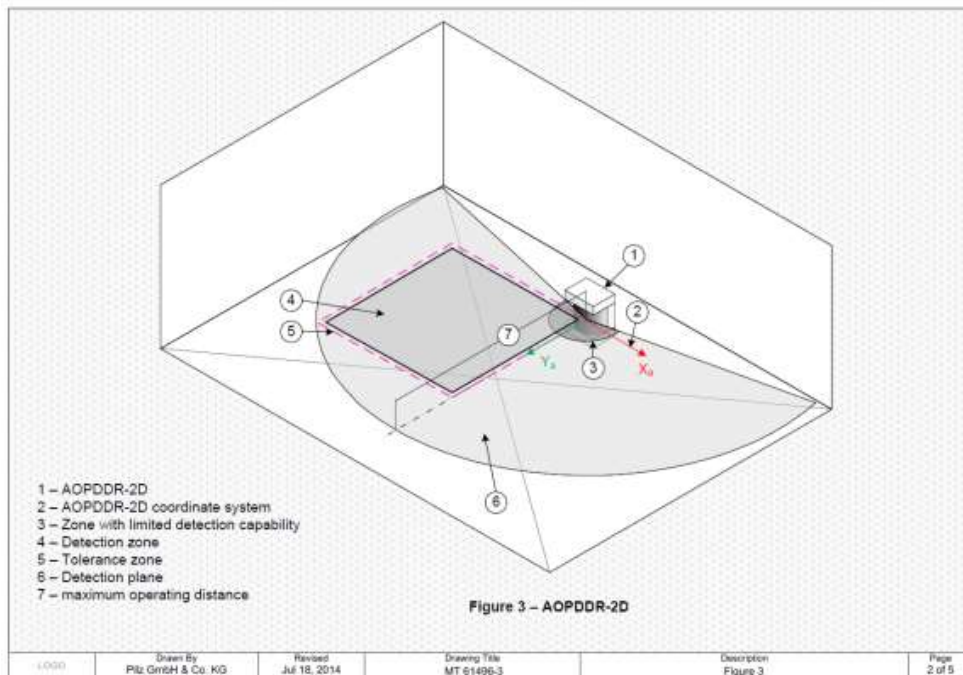 1
2
3
4
5
6
7
Xa
Ya
1 – AOPDDR-2D
2 – AOPDDR-2D coordinate system
3 – Zone with limited detection capability
4 – Detection zone
5 – Tolerance zone
6 – Detection plane
7 – maximum operating distance
Figure 3 – AOPDDR-2D
LOGO
Drawn By
Pilz GmbH & Co. KG
Revised
Jul 18, 2014
Drawing Title
MT 61496-3
Description
Figure 3
Page
2 of 5